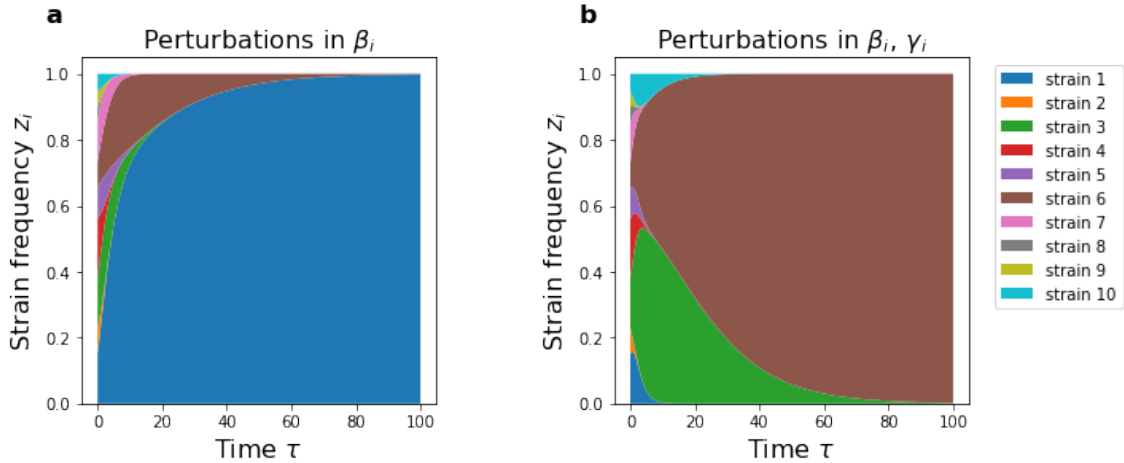 a
Perturbations in βᵢ
Strain frequency zᵢ
1.0
0.8
0.6
0.4
0.2
0.0
0
20
40
60
80
100
Time τ
b
Perturbations in βᵢ, γᵢ
Strain frequency zᵢ
1.0
0.8
0.6
0.4
0.2
0.0
0
20
40
60
80
100
Time τ
strain 1
strain 2
strain 3
strain 4
strain 5
strain 6
strain 7
strain 8
strain 9
strain 10